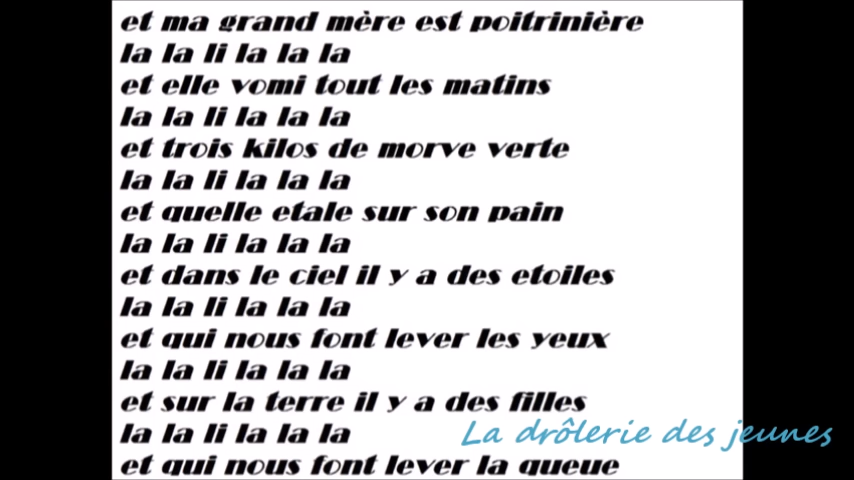 et ma grand mère est poitrinière
la la li la la la
et elle vomi tout les matins
la la li la la la
et trois kilos de morve verte
la la li la la la
et quelle etale sur son pain
la la li la la la
et dans le ciel il y a des etoiles
la la li la la la
et qui nous font lever les yeux
la la li la la la
et sur la terre il y a des filles
la la li la la la
La drôlerie des jeunes
et qui nous font lever la queue